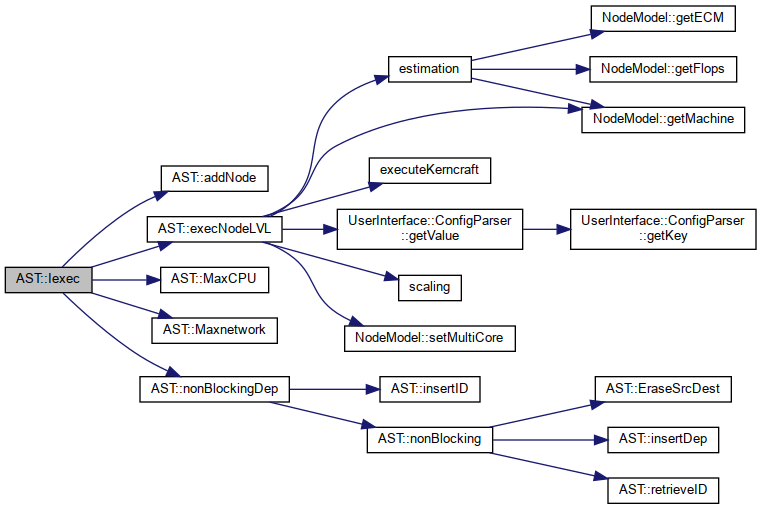 NodeModel::getECM
estimation
NodeModel::getFlops
NodeModel::getMachine
executeKerncraft
AST::addNode
UserInterface::ConfigParser
::getValue
UserInterface::ConfigParser
::getKey
AST::execNodeLVL
AST::Iexec
AST::MaxCPU
scaling
AST::Maxnetwork
NodeModel::setMultiCore
AST::nonBlockingDep
AST::insertID
AST::EraseSrcDest
AST::nonBlocking
AST::insertDep
AST::retrieveID